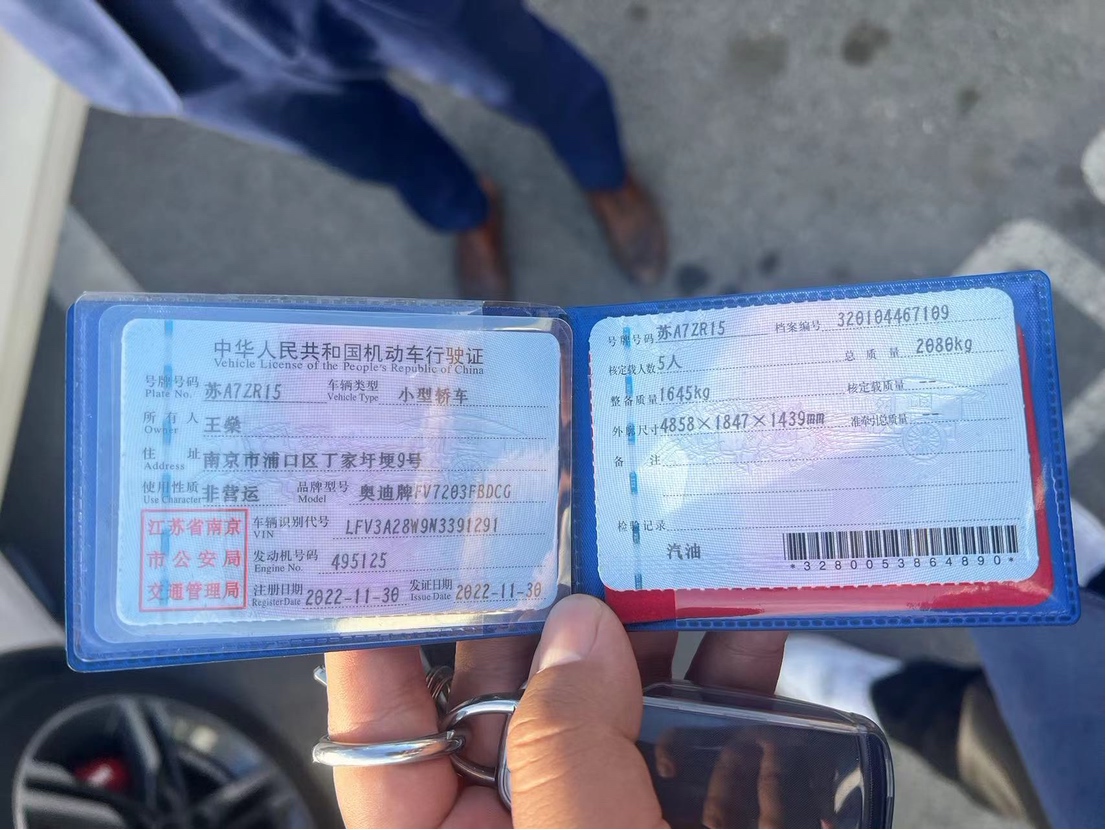 中华人民共和国机动车行驶证
Vehicle License of the People's Republic of China
号牌号码 苏A7ZR15 车辆类型 小型轿车
Plate No. Vehicle Type
所有人 王燊
Owner
住址 南京市浦口区丁家圩埂9号
Address
使用性质 非营运 品牌型号 奥迪牌FV7203FBDCG
Use Character Model
江苏省南京
市公安局
交通管理局
车辆识别代号 LFV3A28W9N3391291
VIN
发动机号码 495125
Engine No.
注册日期 2022-11-30 发证日期 2022-11-30
Register Date Issue Date
号牌号码 苏A7ZR15 档案编号 320104467109
核定载人数 5人 总质量 2080kg
整备质量 1645kg 核定载质量 --
外廓尺寸 4858×1847×1439mm 准牵引总质量 --
备注
检验记录
汽油
*3280053864890*